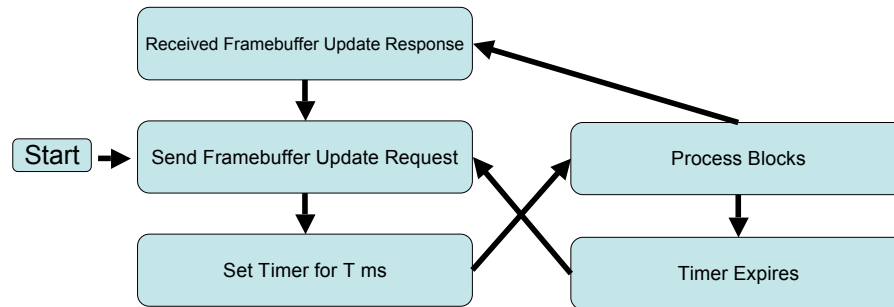 Received Framebuffer Update Response
Start
Send Framebuffer Update Request
Process Blocks
Set Timer for T ms
Timer Expires